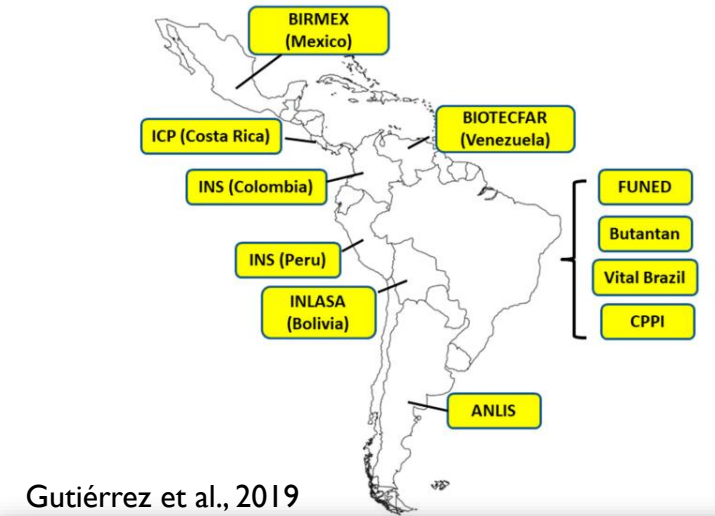 BIRMEX
(Mexico)
ICP (Costa Rica)
BIOTECFAR
(Venezuela)
INS (Colombia)
FUNED
Butantan
INS (Peru)
Vital Brazil
INLASA
(Bolivia)
CPPI
ANLIS
Gutiérrez et al., 2019